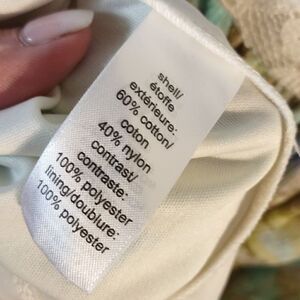 shell/
étoffe
extérieure:
60% cotton/
coton
40% nylon
contrast/
contraste:
100% polyester
lining/doublure:
100% polyester